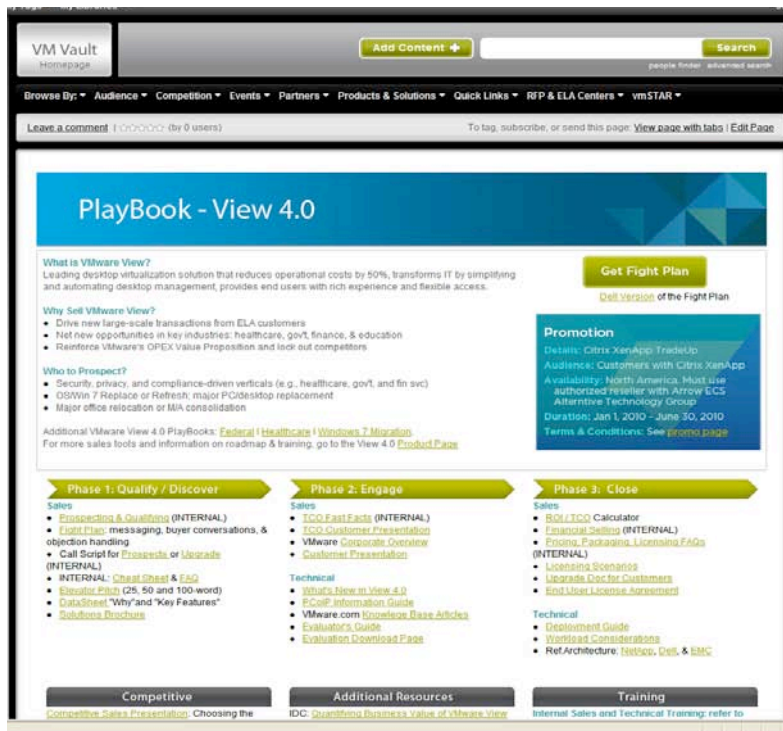 VM Vault
Homepage
Add Content +
Search
people finder advanced search
Browse By: Audience Competition Events Partners Products & Solutions Quick Links RFP & ELA Centers vmSTAR
Leave a comment | (by 0 users)
To tag, subscribe, or send this page: View page with tabs | Edit Page
PlayBook - View 4.0
What is VMware View?
Leading desktop virtualization solution that reduces operational costs by 50%, transforms IT by simplifying
and automating desktop management, provides end users with rich experience and flexible access.
Why Sell VMware View?
• Drive new large-scale transactions from ELA customers
• Net new opportunities in key industries: healthcare, gov't, finance, & education
• Reinforce VMware's OPEX Value Proposition and lock out competitors
Who to Prospect?
• Security, privacy, and compliance-driven verticals (e.g., healthcare, gov't, and fin svc)
• OS/Win 7 Replace or Refresh: major PC/desktop replacement
• Major office relocation or M/A consolidation
Additional VMware View 4.0 PlayBooks: Federal | Healthcare | Windows 7 Migration.
For more sales tools and information on roadmap & training, go to the View 4.0 Product Page
Get Fight Plan
Dell Version of the Fight Plan
Promotion
Details: Citrix XenApp TradeUp
Audience: Customers with Citrix XenApp
Availability: North America. Must use
authorized reseller with Arrow ECS
Alterntive Technology Group
Duration: Jan 1, 2010 - June 30, 2010
Terms & Conditions: See promo page
Phase 1: Qualify / Discover
Sales
• Prospecting & Qualifying (INTERNAL)
• Fight Plan: messaging, buyer conversations, &
objection handling
• Call Script for Prospects or Upgrade
(INTERNAL)
• INTERNAL: Cheat Sheet & FAQ
• Elevator Pitch (25, 50 and 100-word)
• DataSheet "Why"and "Key Features"
• Solutions Brochure
Phase 2: Engage
Sales
• TCO Fast Facts (INTERNAL)
• TCO Customer Presentation
• VMware Corporate Overview
• Customer Presentation
Technical
• What's New in View 4.0
• PCoIP Information Guide
• VMware.com Knowlege Base Articles
• Evaluator's Guide
• Evaluation Download Page
Phase 3: Close
Sales
• ROI / TCO Calculator
• Financial Selling (INTERNAL)
• Pricing, Packaging, Licensing FAQs
(INTERNAL)
• Licensing Scenarios
• Upgrade Doc for Customers
• End User License Agreement
Technical
• Deployment Guide
• Workload Considerations
• Ref.Architecture: NetApp, Dell, & EMC
Competitive
Competitive Sales Presentation: Choosing the
Additional Resources
IDC: Quantifying Business Value of VMware View
Training
Internal Sales and Technical Training: refer to